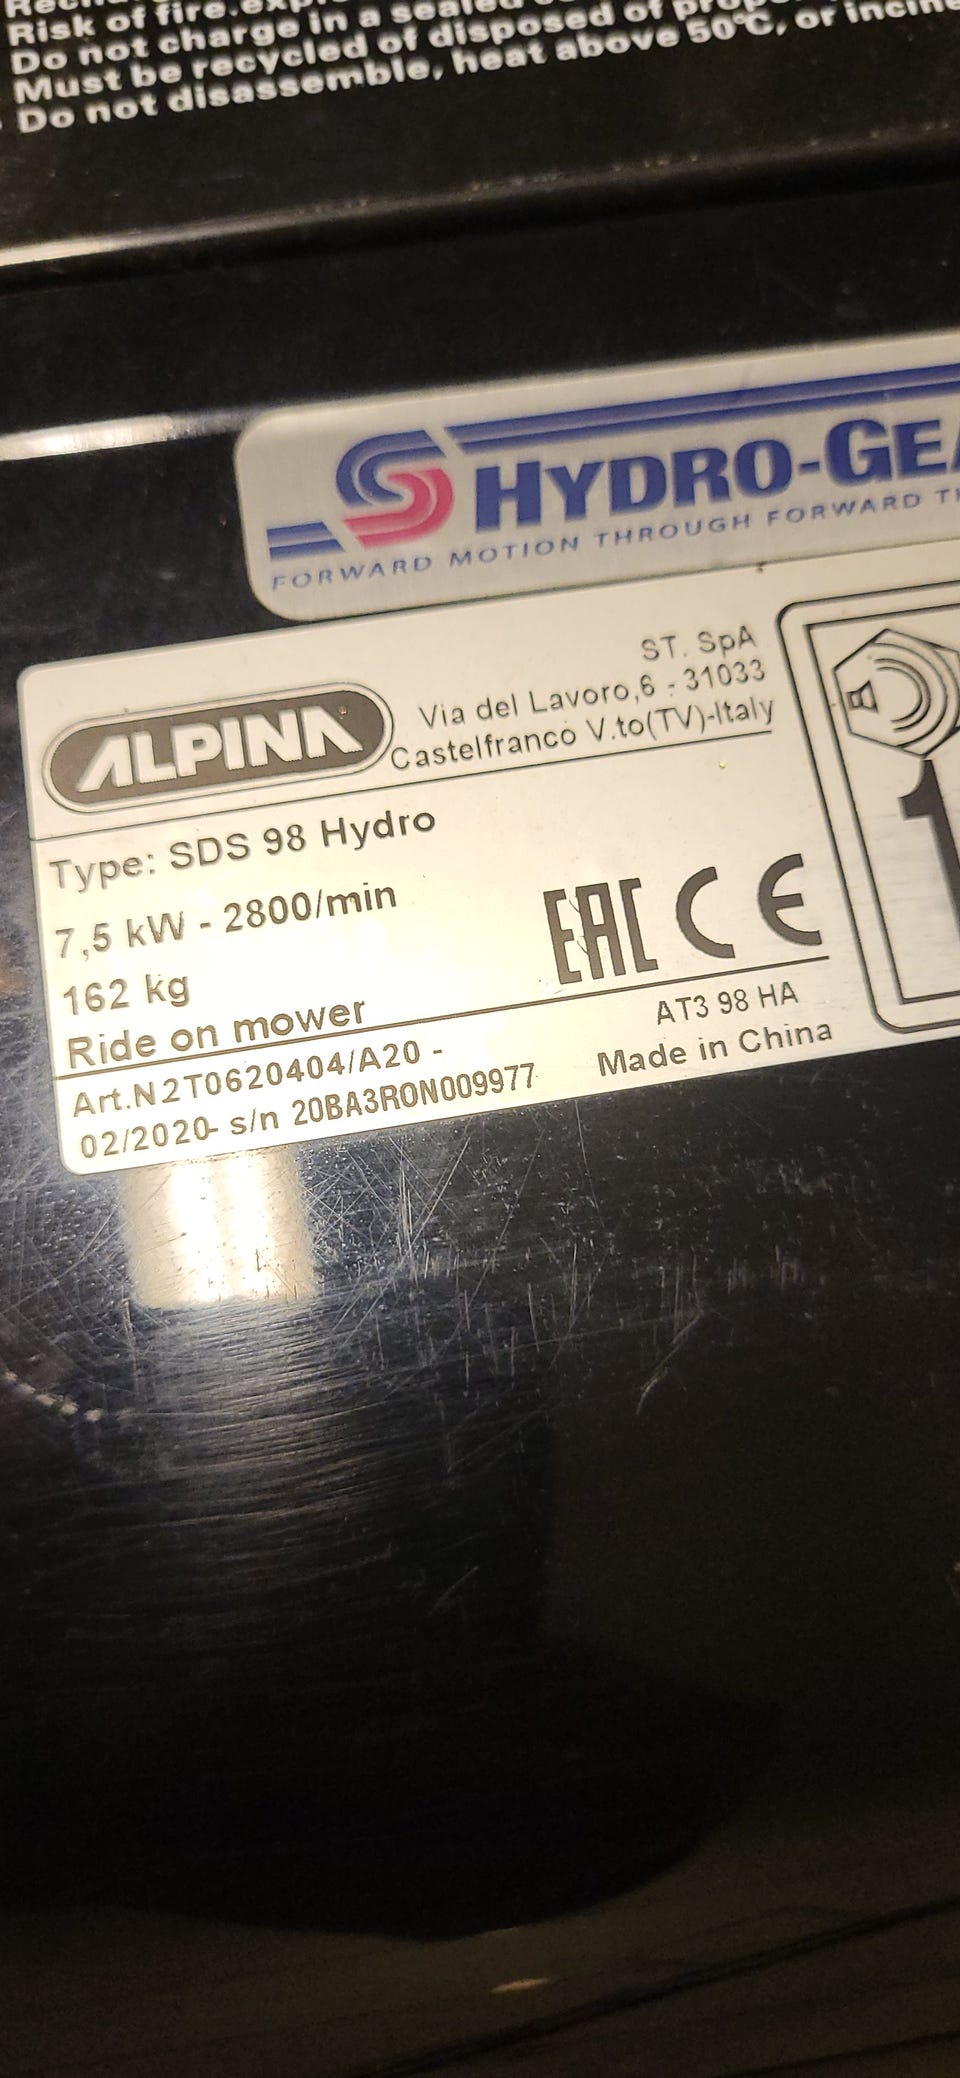 Risk of fire.
Do not charge in a sealed
Must be recycled of disposed of
Do not disassemble, heat above 50°C, or
HYDRO-GEA
FORWARD MOTION THROUGH FORWARD
ST. SpA
Via del Lavoro,6 - 31033
Castelfranco V.to(TV)-Italy
ALPINA
Type: SDS 98 Hydro
7,5 kW - 2800/min
162 kg
Ride on mower
EAC CE
Art.N2T0620404/A20 -
02/2020- s/n 20BA3RON009977
AT3 98 HA
Made in China
1